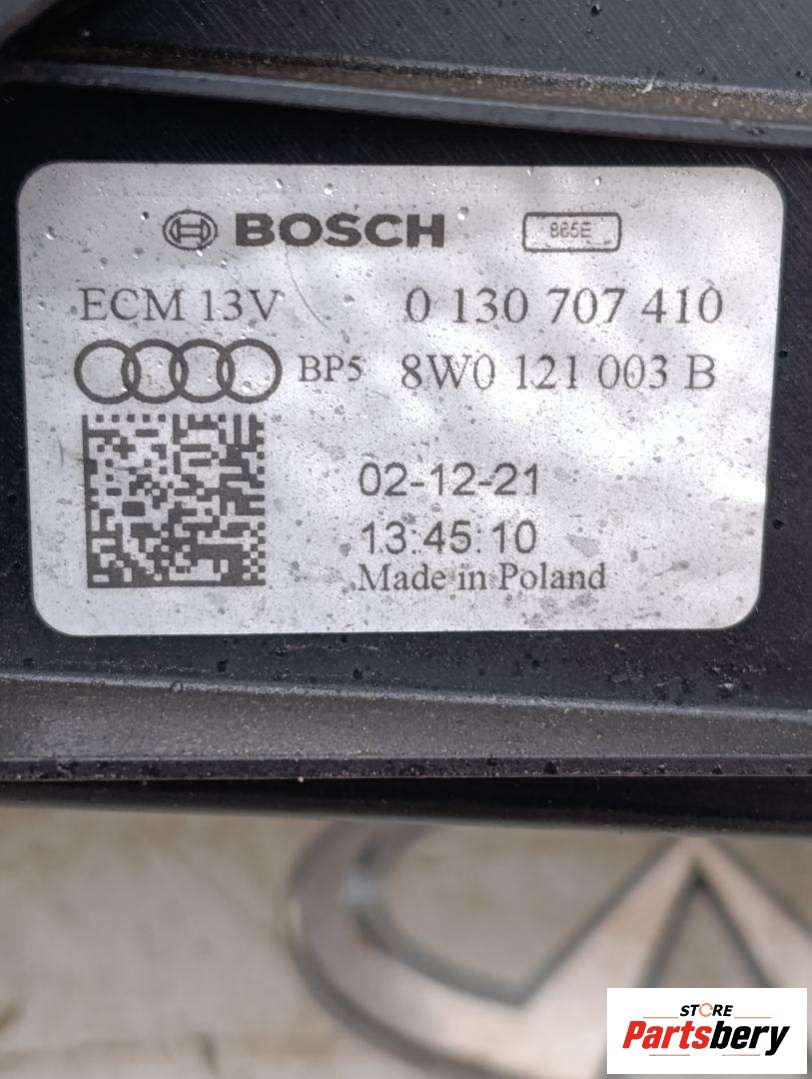 BOSCH 865E
ECM 13V 0 130 707 410
BP5 8W0 121 003 B
02-12-21
13:45:10
Made in Poland
STORE
Partsbery